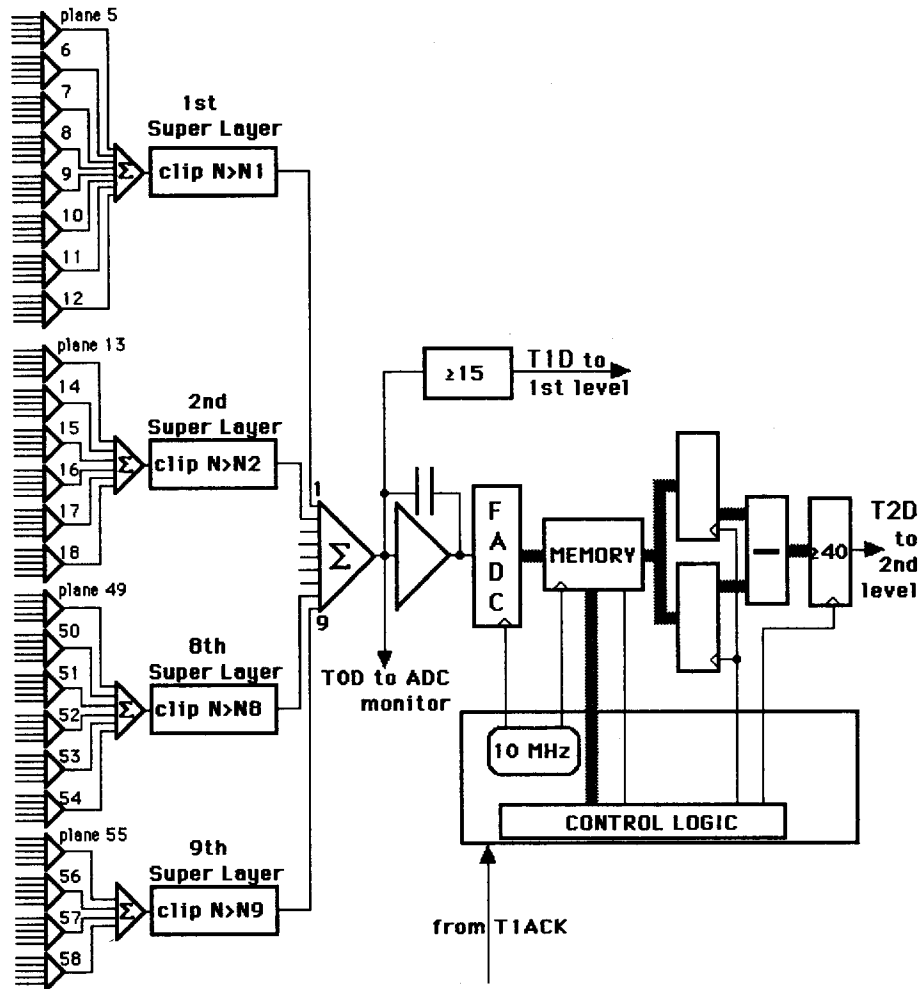 plane 5
6
7
8
9
10
11
12
1st
Super Layer
Σ
clip N>N1
plane 13
14
15
16
17
18
2nd
Super Layer
Σ
clip N>N2
plane 49
50
51
52
53
54
8th
Super Layer
Σ
clip N>N8
plane 55
56
57
58
9th
Super Layer
Σ
clip N>N9
1
Σ
9
≥15
T1D to
1st level
T0D to ADC
monitor
FADC
MEMORY
≥40
T2D
to
2nd
level
10 MHz
CONTROL LOGIC
from T1ACK